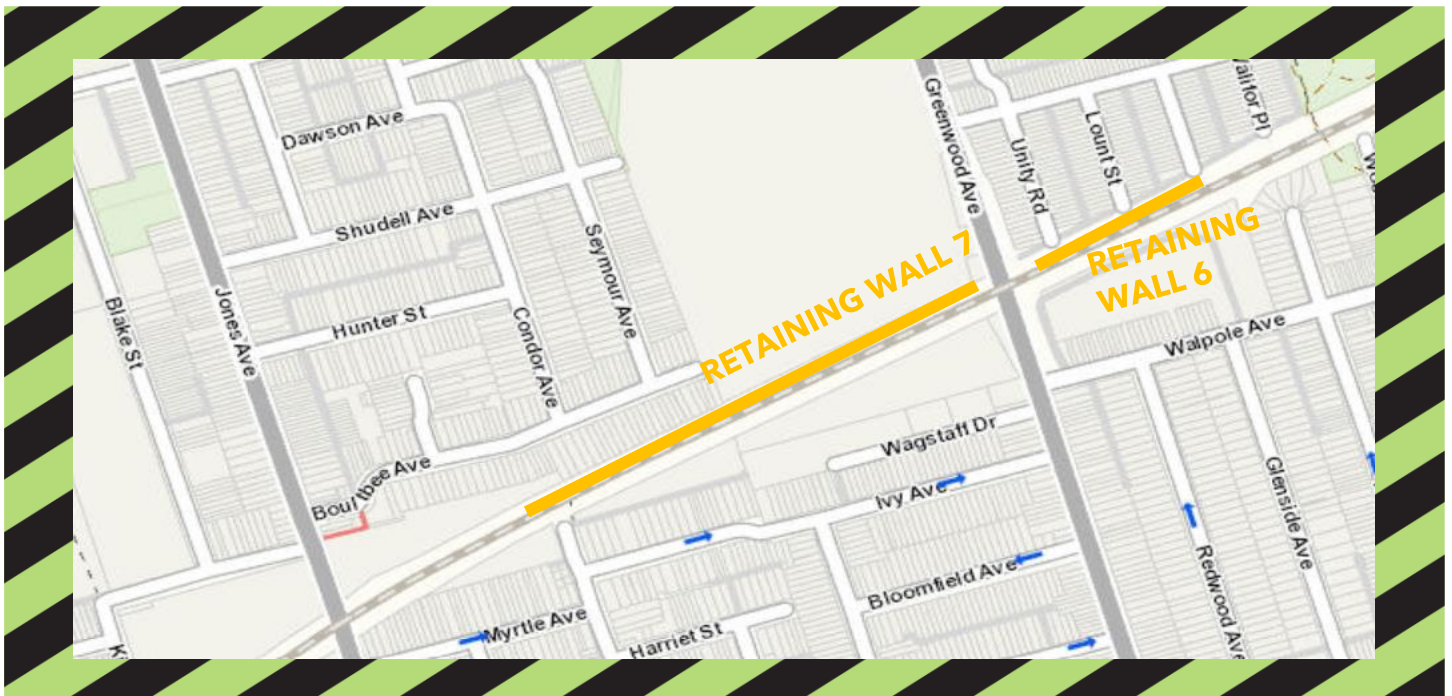 Dawson Ave
Greenwood Ave
Unity Rd
Lount St
Shudell Ave
Seymour Ave
RETAINING WALL 7
RETAINING
WALL 6
Blake St
Jones Ave
Hunter St
Condor Ave
Walpole Ave
Wagstaff Dr
Boultbee Ave
Ivy Ave
Glenside Ave
Redwood Ave
Bloomfield Ave
Myrtle Ave
Harriet St